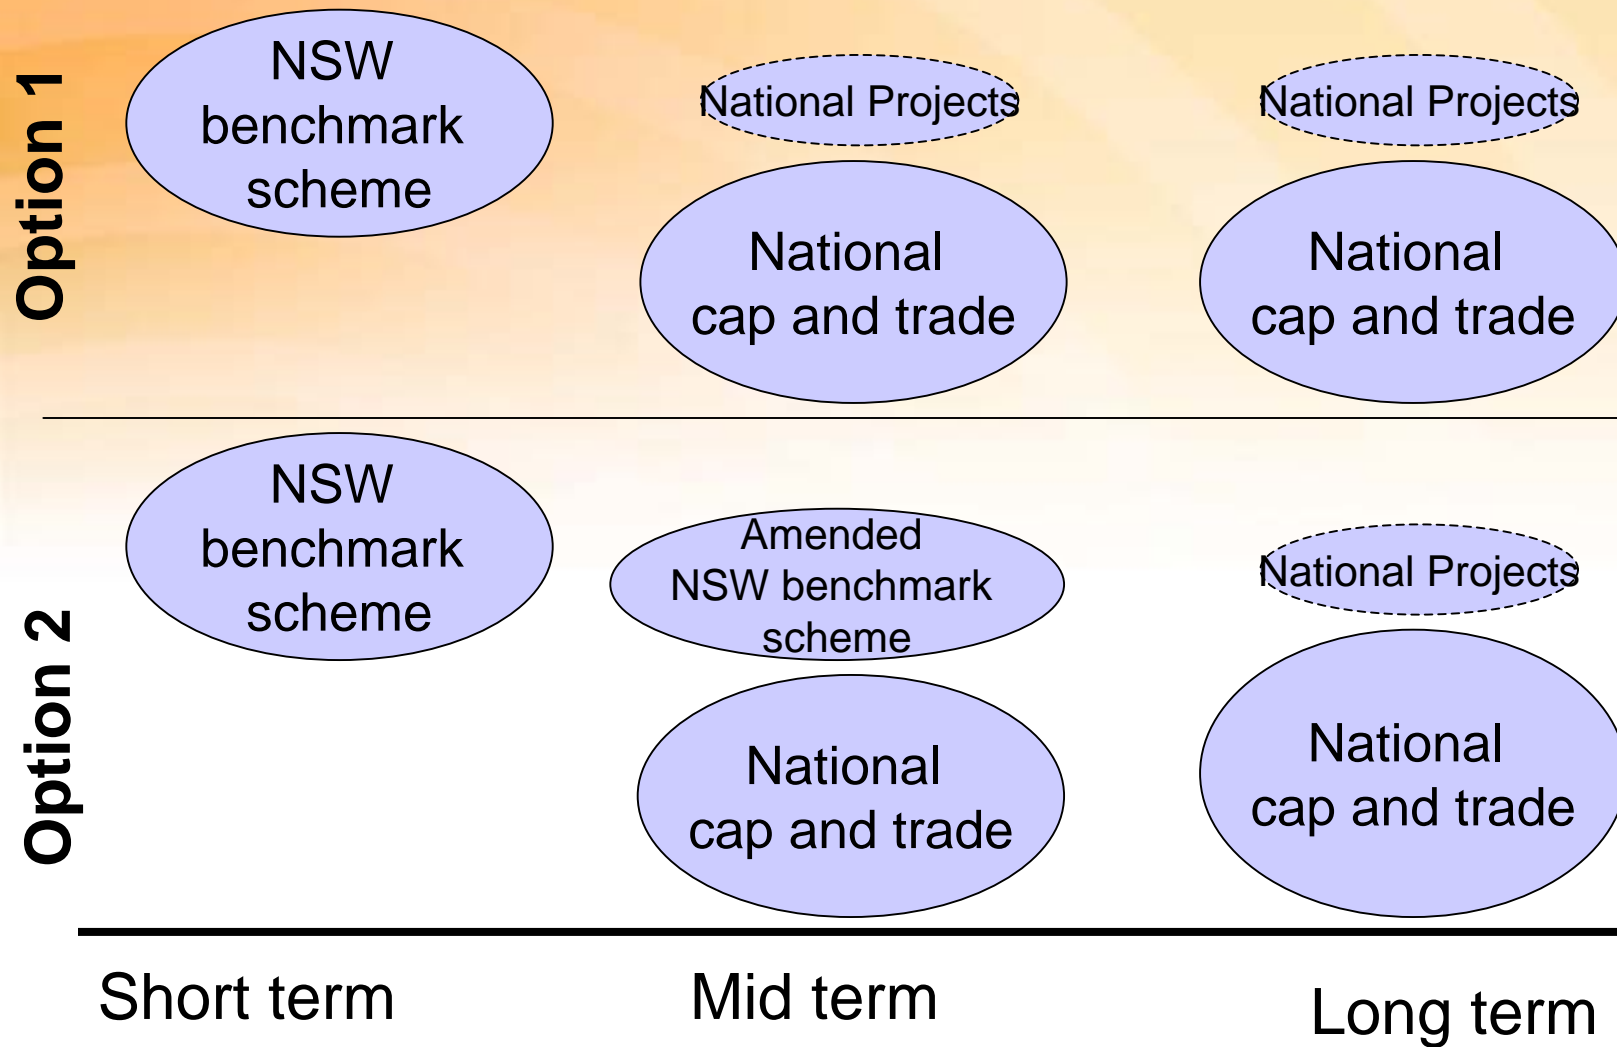 Option 1
NSW
benchmark
scheme
National Projects
National
cap and trade
National Projects
National
cap and trade
Option 2
NSW
benchmark
scheme
Amended
NSW benchmark
scheme
National
cap and trade
National Projects
National
cap and trade
Short term
Mid term
Long term